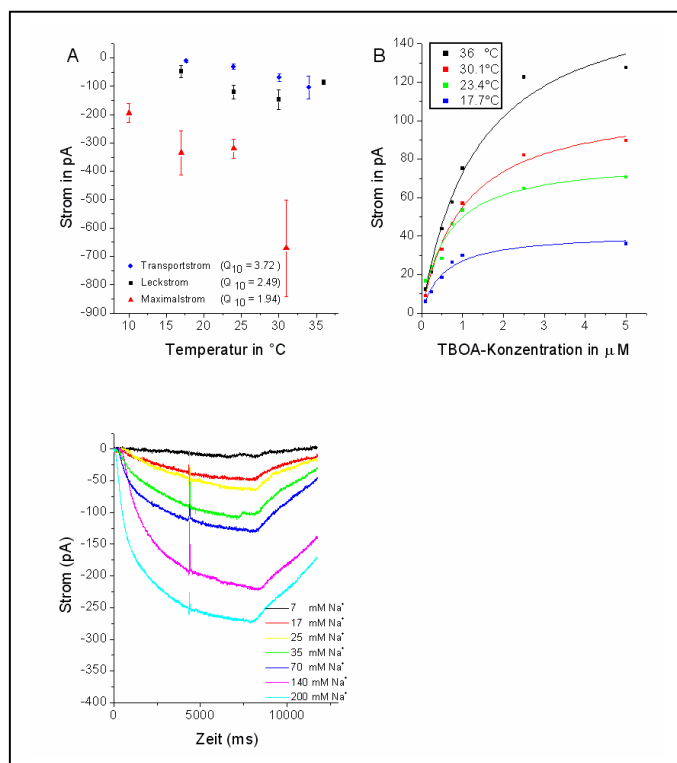 A
0
-100
-200
-300
-400
-500
-600
-700
-800
-900
Strom in pA
Transportstrom (Q10 = 3.72)
Leckstrom (Q10 = 2.49)
Maximalstrom (Q10 = 1.94)
10 15 20 25 30 35
Temperatur in °C
B
140
120
100
80
60
40
20
0
Strom in pA
36 °C
30.1°C
23.4°C
17.7°C
0 1 2 3 4 5
TBOA-Konzentration in µM
0
-50
-100
-150
-200
-250
-300
-350
-400
Strom (pA)
7 mM Na+
17 mM Na+
25 mM Na+
35 mM Na+
70 mM Na+
140 mM Na+
200 mM Na+
0 5000 10000
Zeit (ms)